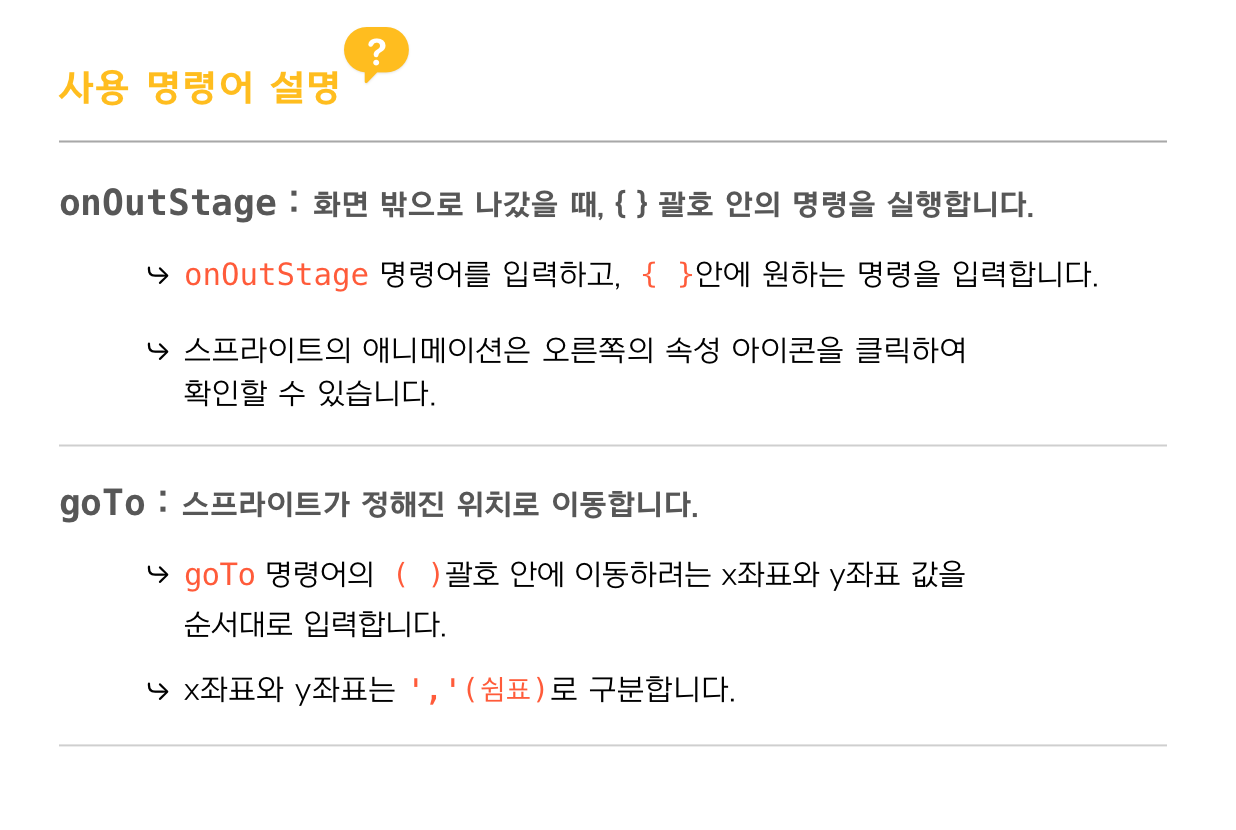 사용 명령어 설명 ?
onOutStage : 화면 밖으로 나갔을 때, { } 괄호 안의 명령을 실행합니다.
↪ onOutStage 명령어를 입력하고, { }안에 원하는 명령을 입력합니다.
↪ 스프라이트의 애니메이션은 오른쪽의 속성 아이콘을 클릭하여
확인할 수 있습니다.
goTo : 스프라이트가 정해진 위치로 이동합니다.
↪ goTo 명령어의 ( )괄호 안에 이동하려는 x좌표와 y좌표 값을
순서대로 입력합니다.
↪ x좌표와 y좌표는 ','(쉼표)로 구분합니다.